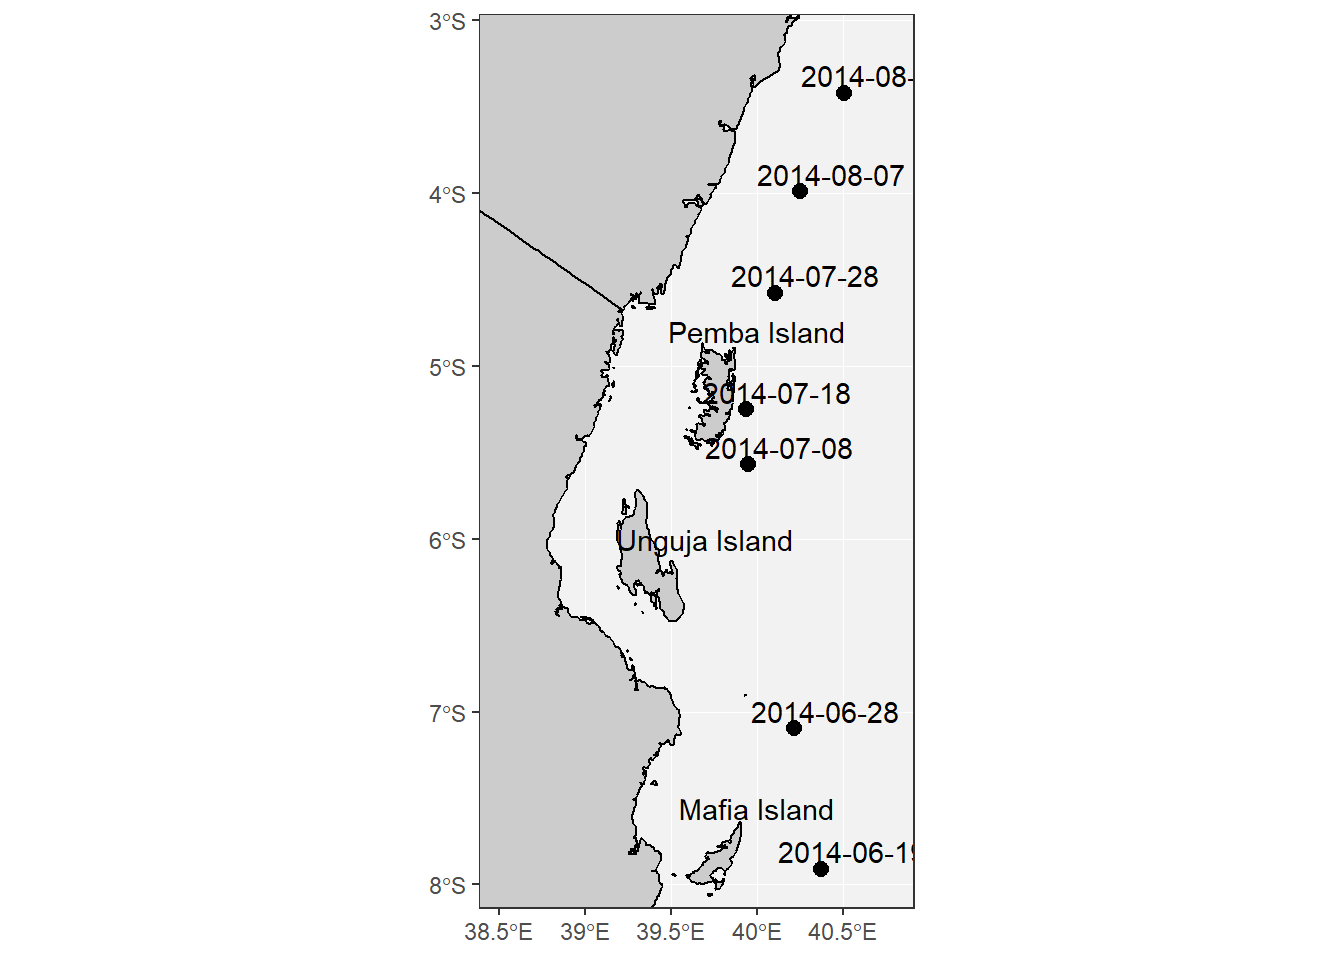 3°S
2014-08-
4°S
2014-08-07
2014-07-28
Pemba Island
5°S
2014-07-18
2014-07-08
6°S
Unguja Island
7°S
2014-06-28
Mafia Island
2014-06-19
8°S
38.5°E 39°E 39.5°E 40°E 40.5°E